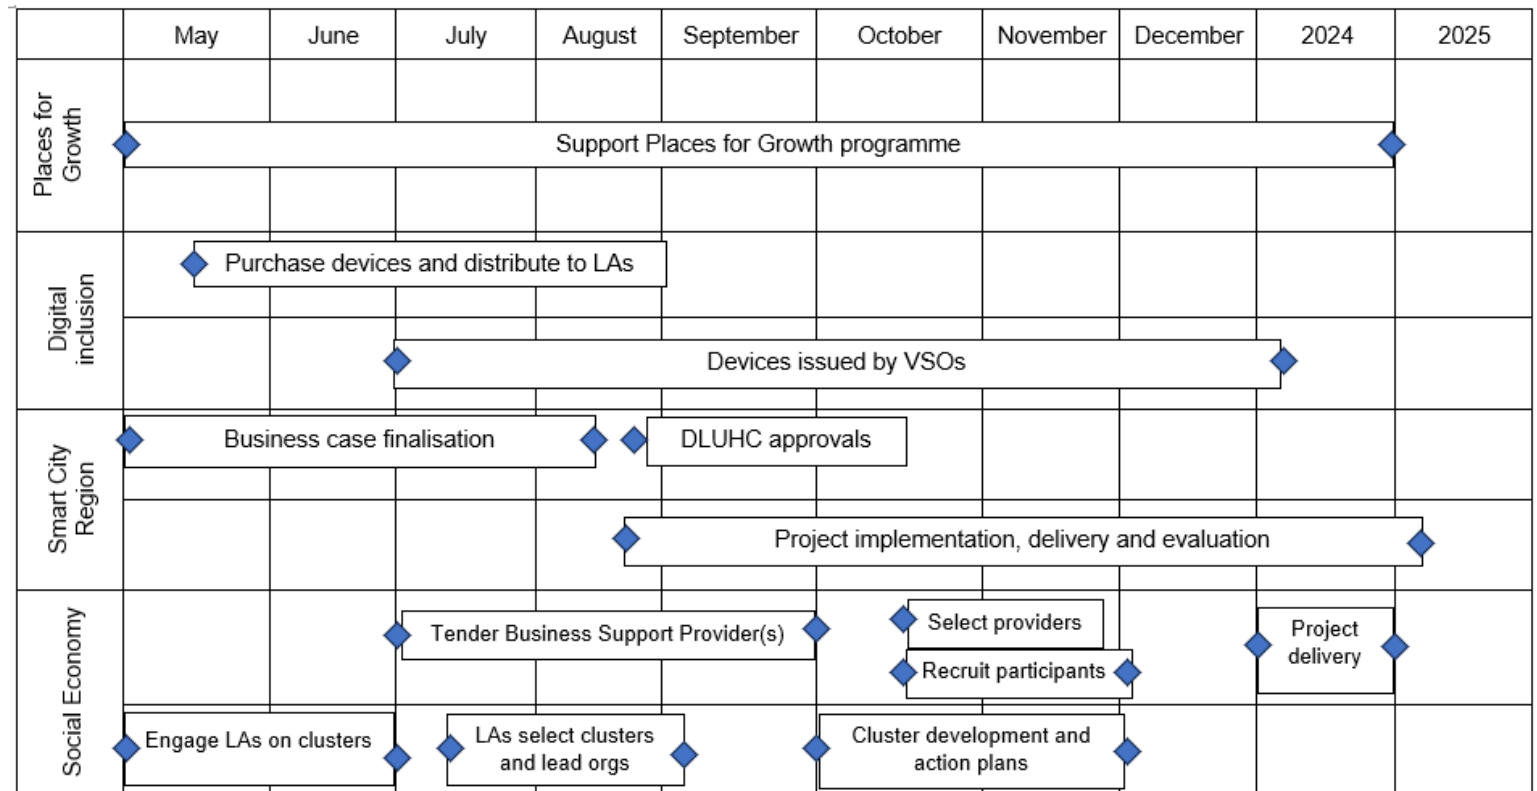 May June July August September October November December 2024 2025
Places for
Growth
Support Places for Growth programme
Digital
inclusion
Purchase devices and distribute to LAs
Devices issued by VSOs
Smart City
Region
Business case finalisation
DLUHC approvals
Project implementation, delivery and evaluation
Social Economy
Tender Business Support Provider(s)
Select providers
Recruit participants
Project
delivery
Engage LAs on clusters
LAs select clusters
and lead orgs
Cluster development and
action plans